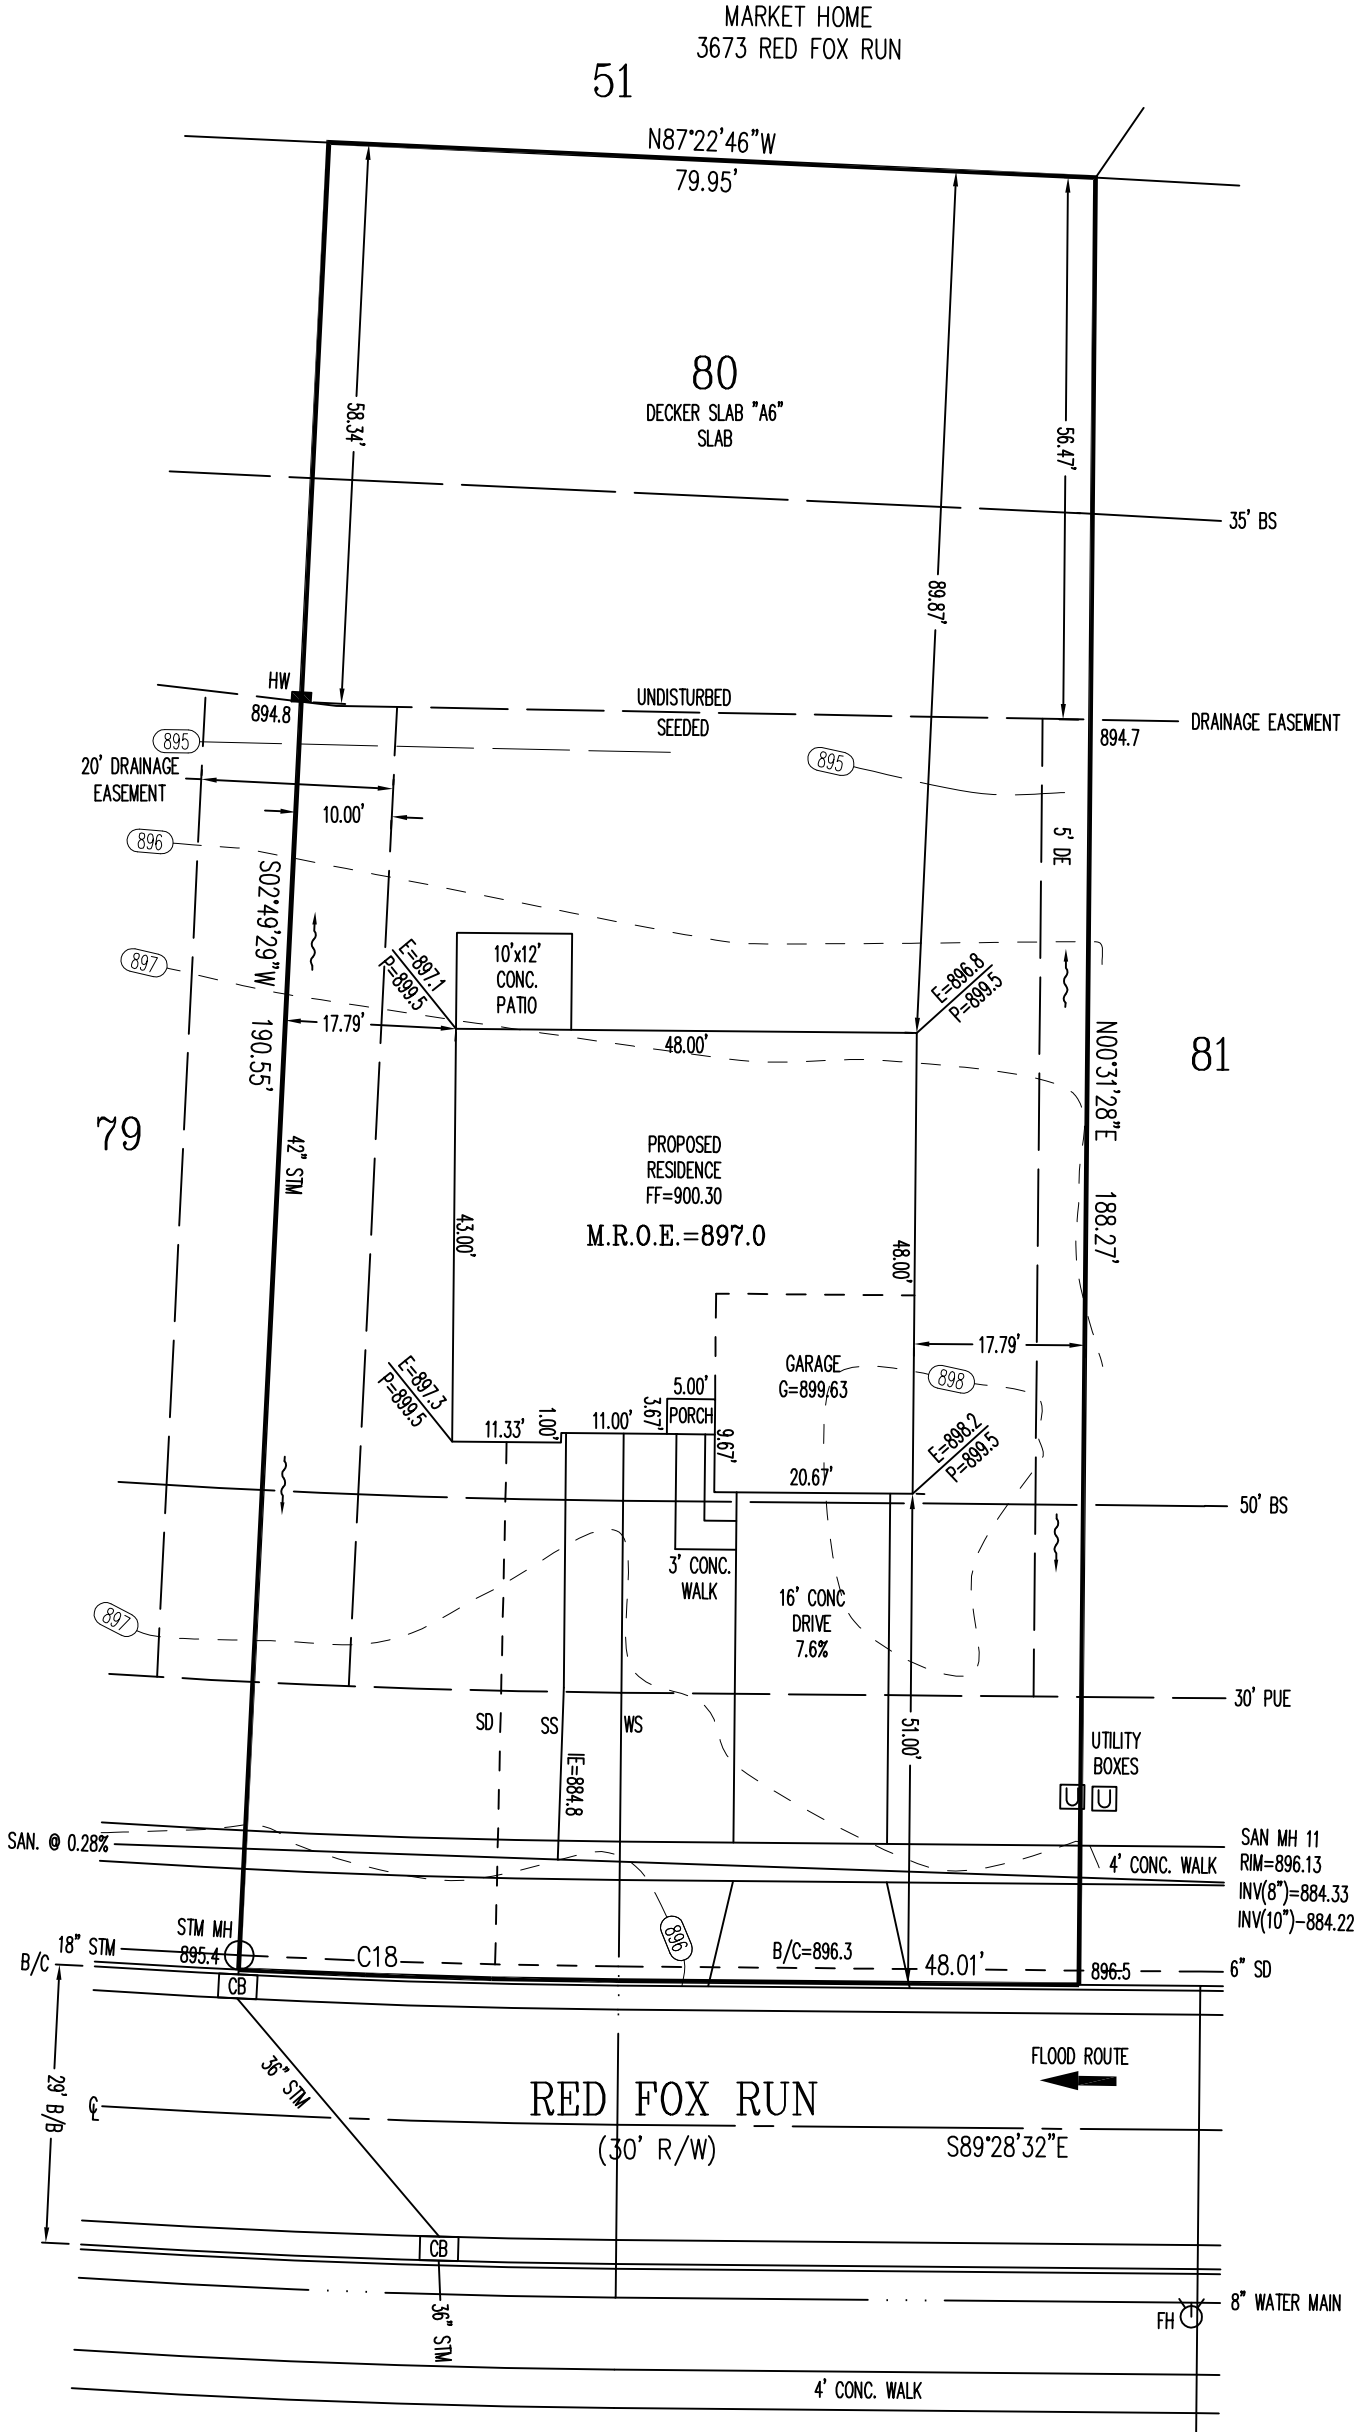 MARKET HOME
3673 RED FOX RUN
51
N87°22'46"W
79.95'
58.34'
80
DECKER SLAB "A6"
SLAB
56.47'
35' BS
89.87'
HW
894.8
UNDISTURBED
SEEDED
DRAINAGE EASEMENT
894.7
895
895
20' DRAINAGE
EASEMENT
10.00'
896
5' DE
S02°49'29"W 190.55'
897
E=897.1
P=899.5
10'x12'
CONC.
PATIO
E=896.8
P=899.5
17.79'
48.00'
N00°31'28"E 188.27'
81
79
42" STM
PROPOSED
RESIDENCE
FF=900.30
M.R.O.E.=897.0
43.00'
48.00'
17.79'
GARAGE
G=899.63
898
E=897.3
P=899.5
5.00'
3.67'
PORCH
11.33'
1.00'
11.00'
9.67'
E=898.2
P=899.5
20.67'
50' BS
3' CONC.
WALK
16' CONC
DRIVE
7.6%
897
30' PUE
SD
SS
WS
51.00'
UTILITY
BOXES
IE=884.8
U
U
SAN. @ 0.28%
4' CONC. WALK
SAN MH 11
RIM=896.13
INV(8")=884.33
INV(10")-884.22
STM MH
895.4
18" STM
B/C
C18
896
B/C=896.3
48.01'
896.5
6" SD
CB
36" STM
FLOOD ROUTE
29' B/B
CL
RED FOX RUN
(30' R/W)
S89°28'32"E
CB
36" STM
8" WATER MAIN
FH
4' CONC. WALK